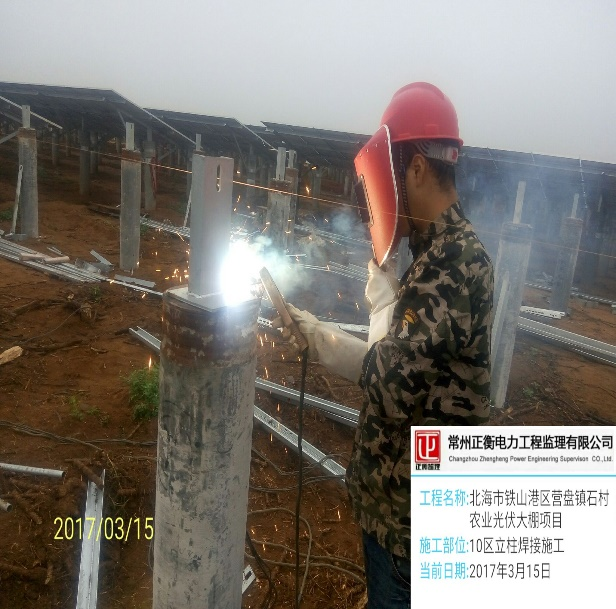 2017/03/15
正衡监理
常州正衡电力工程监理有限公司
Changzhou Zhengheng Power Engineering Supervision CO.,Ltd.
工程名称:北海市铁山港区营盘镇石村
农业光伏大棚项目
施工部位:10区立柱焊接施工
当前日期:2017年3月15日